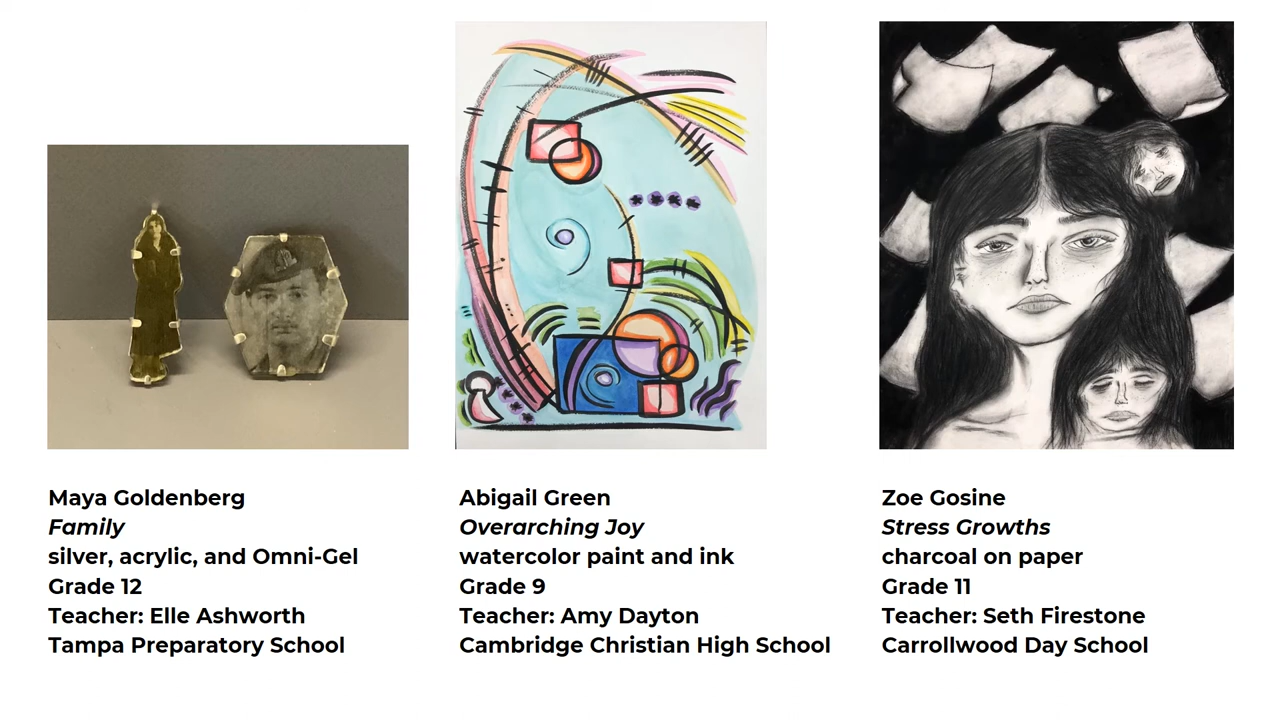 Maya Goldenberg
Family
silver, acrylic, and Omni-Gel
Grade 12
Teacher: Elle Ashworth
Tampa Preparatory School
Abigail Green
Overarching Joy
watercolor paint and ink
Grade 9
Teacher: Amy Dayton
Cambridge Christian High School
Zoe Gosine
Stress Growths
charcoal on paper
Grade 11
Teacher: Seth Firestone
Carrollwood Day School